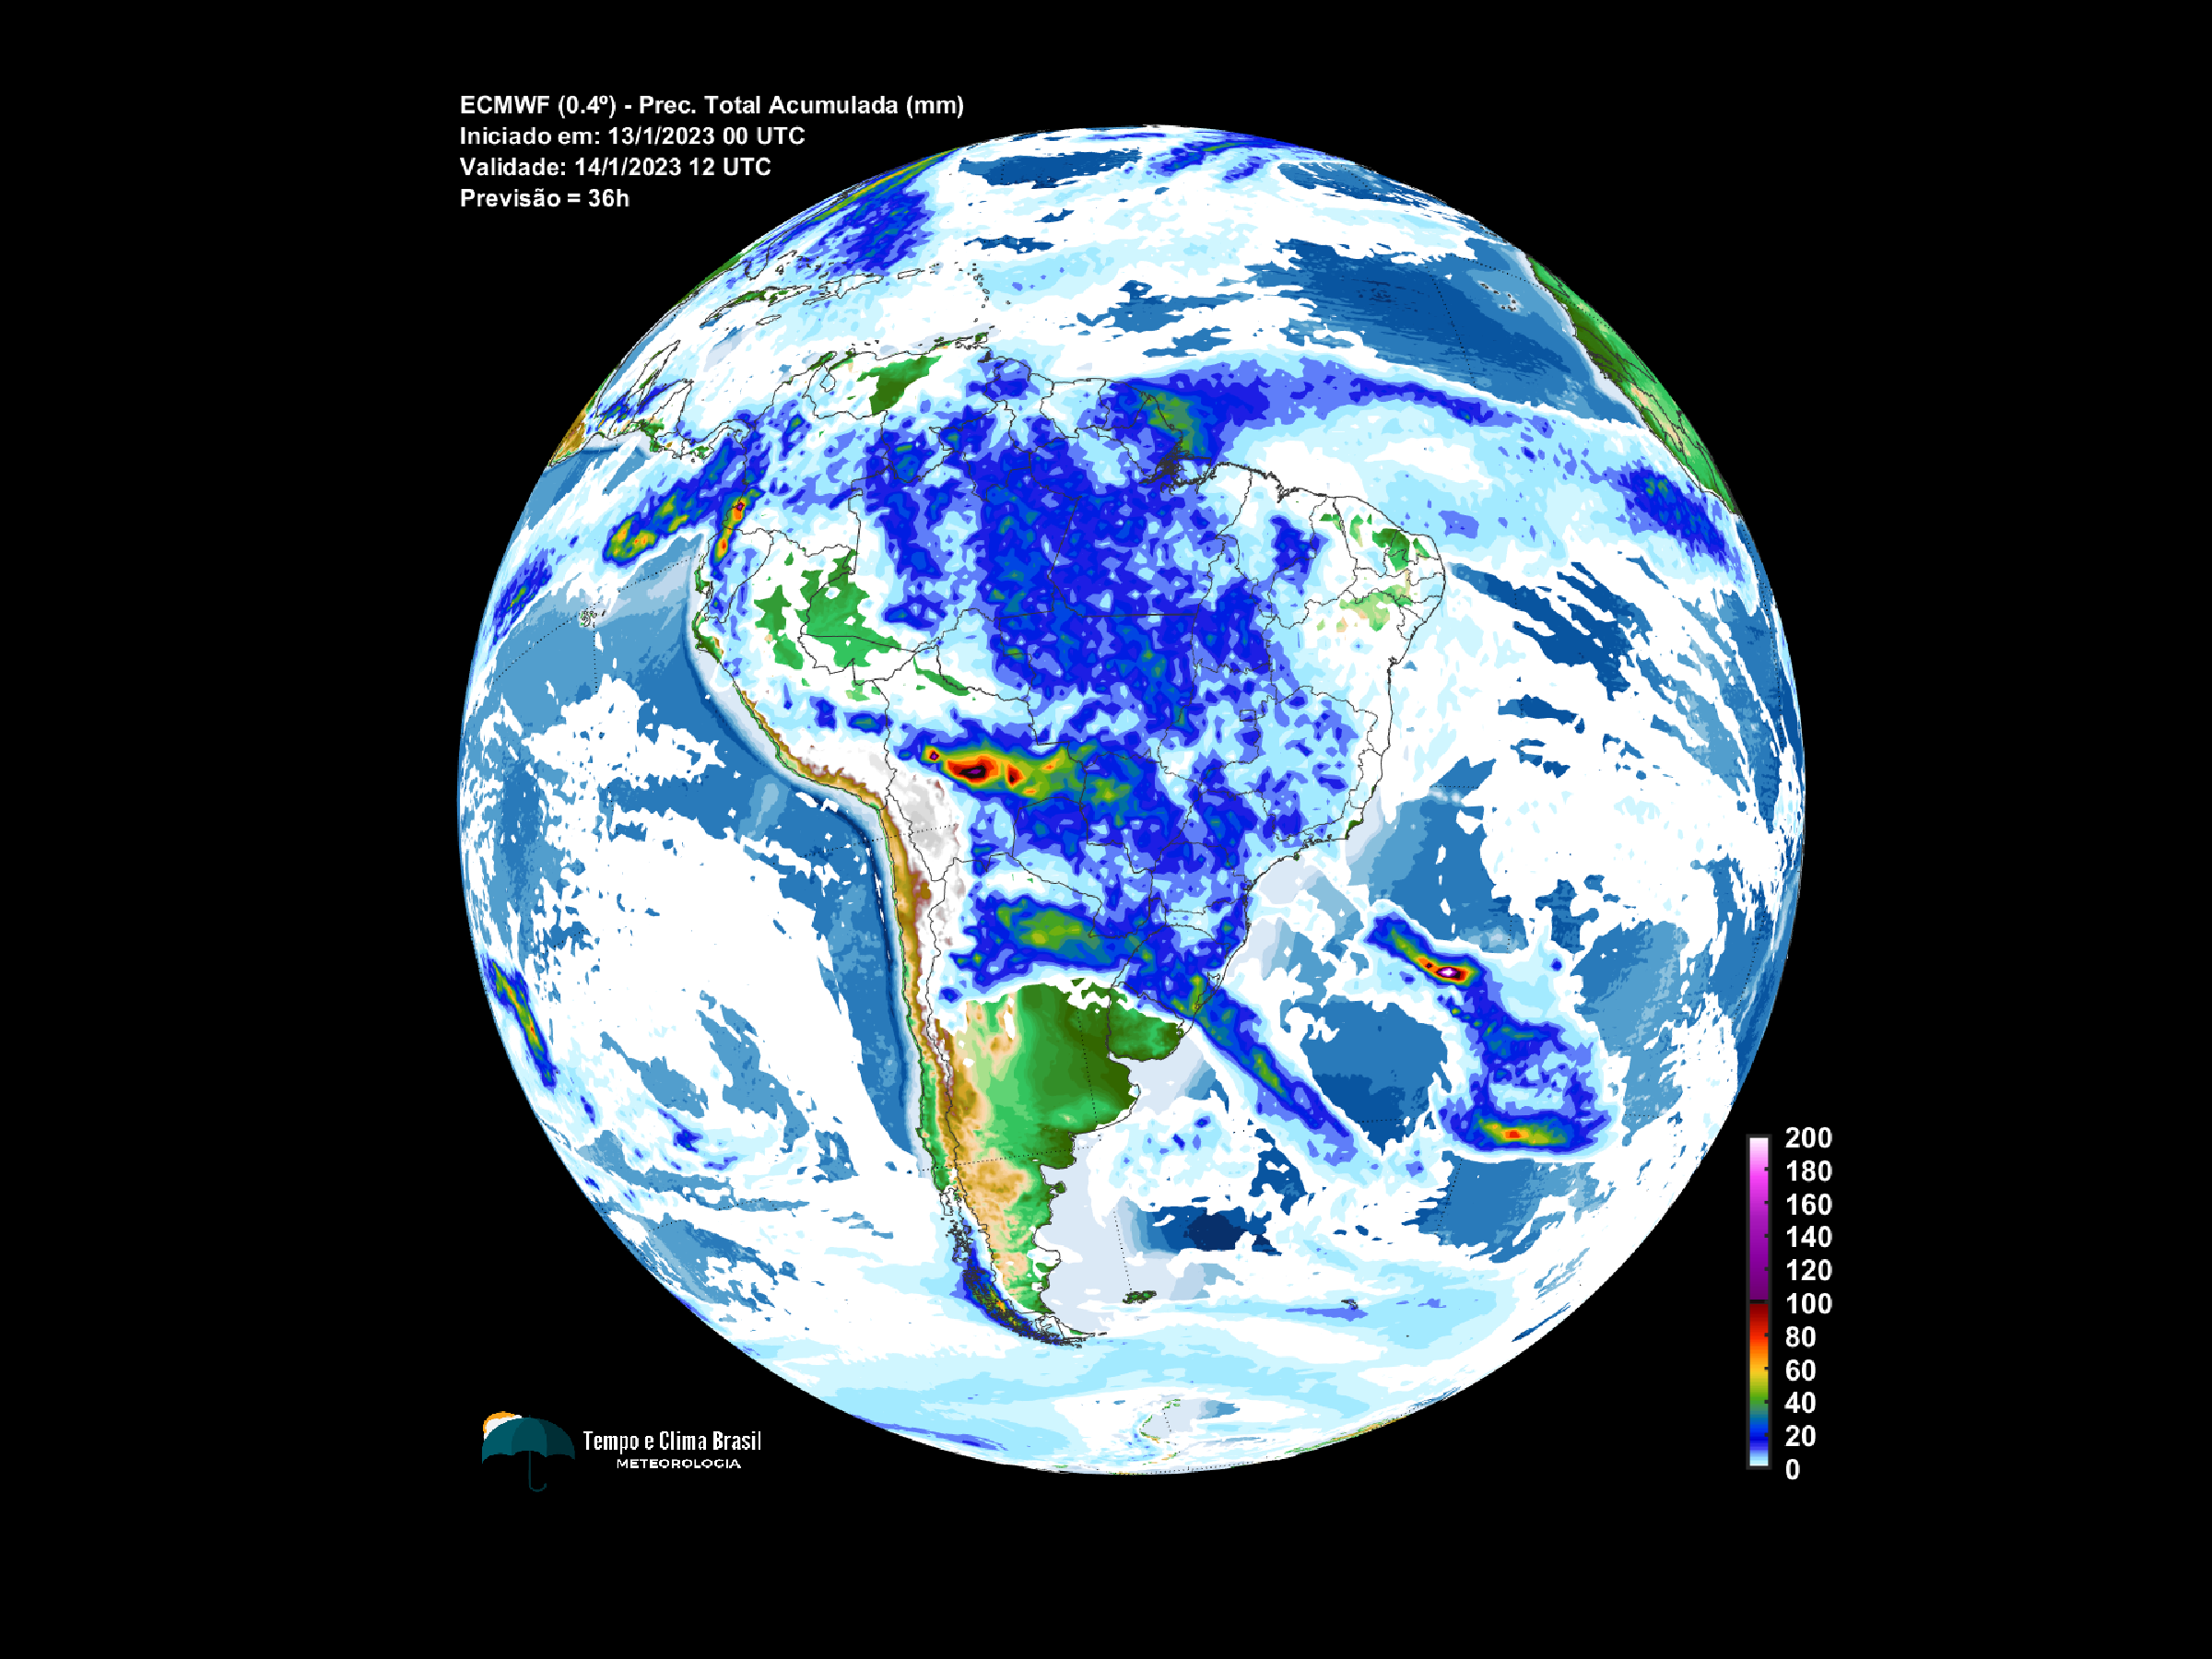 ECMWF (0.4º) - Prec. Total Acumulada (mm)
Iniciado em: 13/1/2023 00 UTC
Validade: 14/1/2023 12 UTC
Previsão = 36h
200
180
160
140
120
100
80
60
40
20
0
Tempo e Clima Brasil
METEOROLOGIA